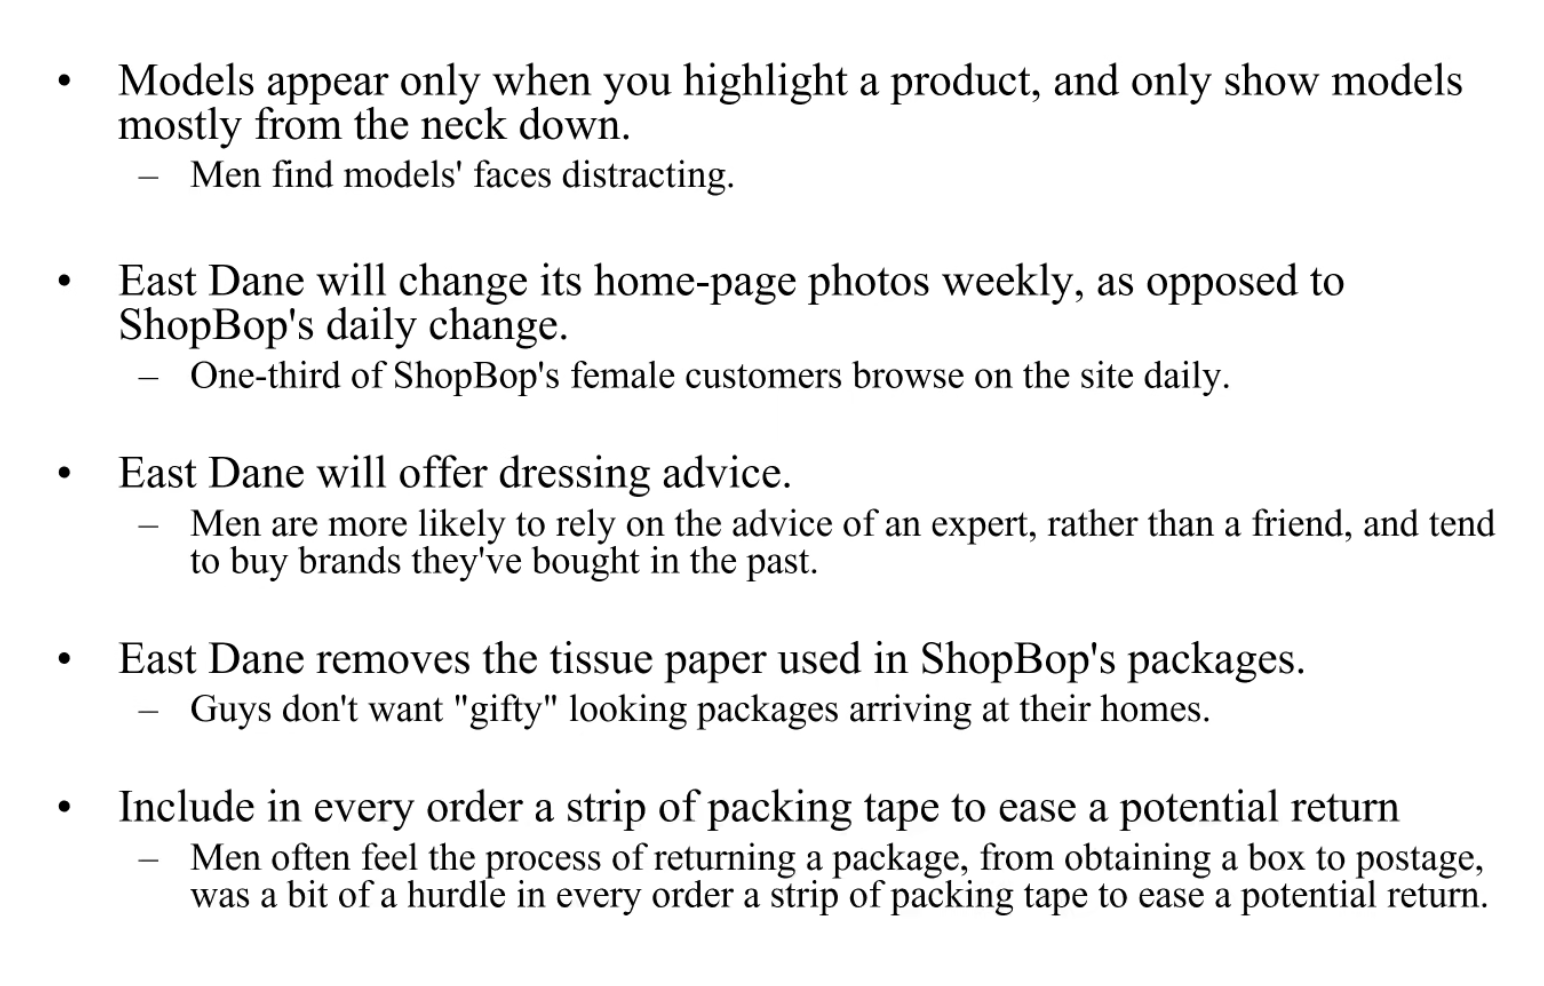 • Models appear only when you highlight a product, and only show models
mostly from the neck down.
– Men find models' faces distracting.
• East Dane will change its home-page photos weekly, as opposed to
ShopBop's daily change.
– One-third of ShopBop's female customers browse on the site daily.
• East Dane will offer dressing advice.
– Men are more likely to rely on the advice of an expert, rather than a friend, and tend
to buy brands they've bought in the past.
• East Dane removes the tissue paper used in ShopBop's packages.
– Guys don't want "gifty" looking packages arriving at their homes.
• Include in every order a strip of packing tape to ease a potential return
– Men often feel the process of returning a package, from obtaining a box to postage,
was a bit of a hurdle in every order a strip of packing tape to ease a potential return.